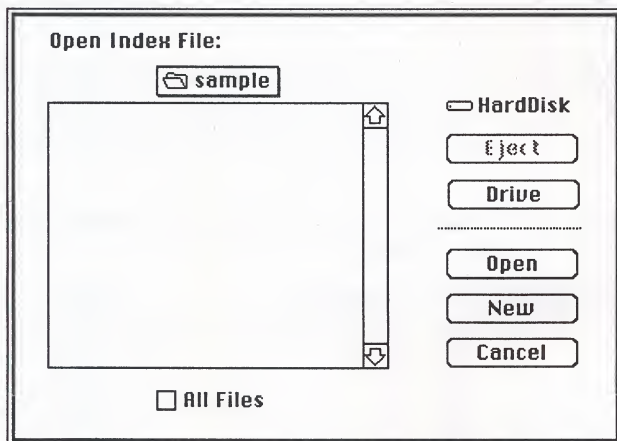 Open Index File:
sample
HardDisk
Eject
Drive
Open
New
Cancel
All Files